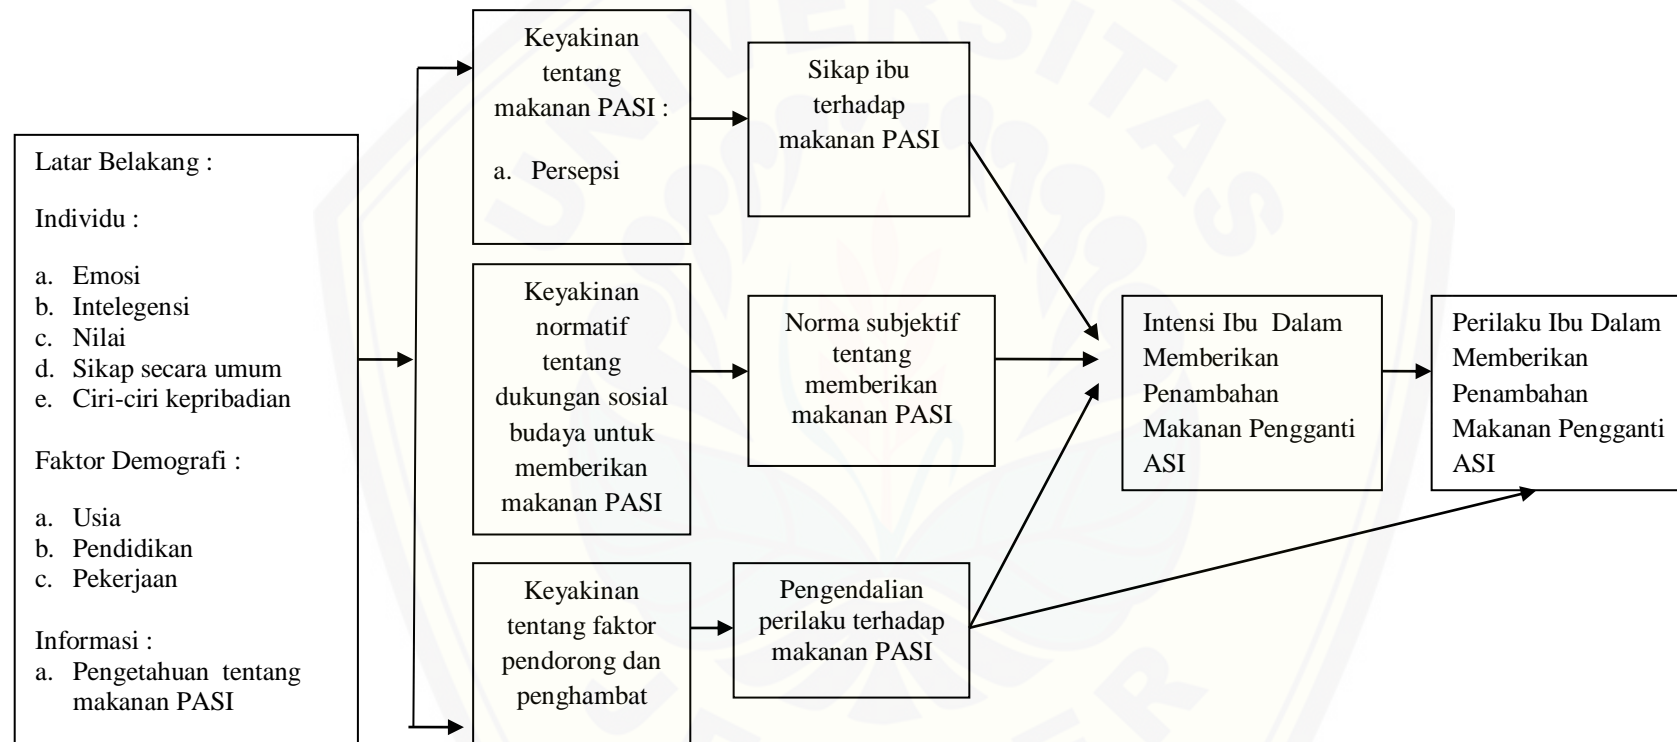 Latar Belakang :
Individu :
a. Emosi
b. Intelegensi
c. Nilai
d. Sikap secara umum
e. Ciri-ciri kepribadian
Faktor Demografi :
a. Usia
b. Pendidikan
c. Pekerjaan
Informasi :
a. Pengetahuan tentang
makanan PASI
Keyakinan
tentang
makanan PASI :
a. Persepsi
Keyakinan
normatif
tentang
dukungan sosial
budaya untuk
memberikan
makanan PASI
Keyakinan
tentang faktor
pendorong dan
penghambat
Sikap ibu
terhadap
makanan PASI
Norma subjektif
tentang
memberikan
makanan PASI
Pengendalian
perilaku terhadap
makanan PASI
Intensi Ibu Dalam
Memberikan
Penambahan
Makanan Pengganti
ASI
Perilaku Ibu Dalam
Memberikan
Penambahan
Makanan Pengganti
ASI
UNIVERSITAS